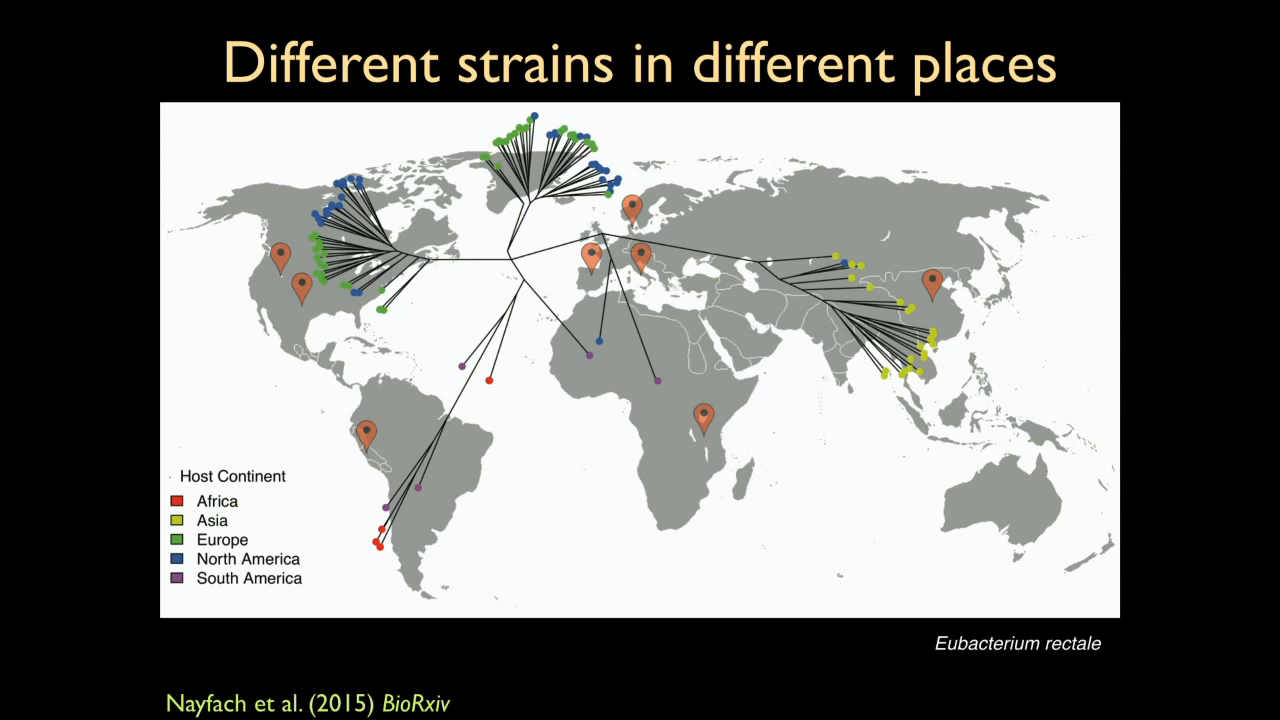 Different strains in different places
Host Continent
Africa
Asia
Europe
North America
South America
Eubacterium rectale
Nayfach et al. (2015) BioRxiv